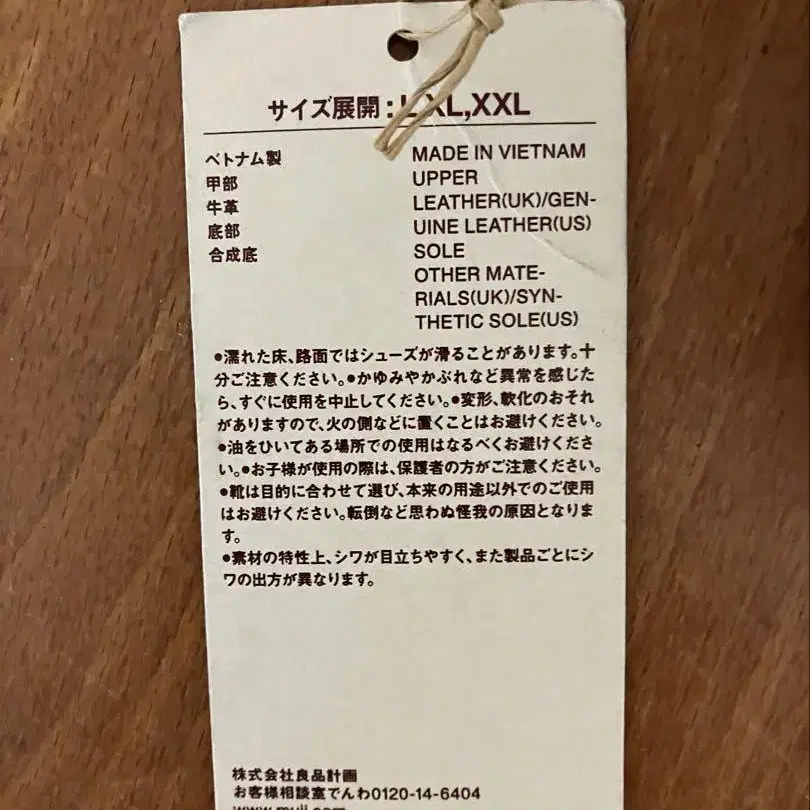 サイズ展開:L,XL,XXL
ベトナム製 MADE IN VIETNAM
甲部 UPPER
牛革 LEATHER(UK)/GEN-
底部 UINE LEATHER(US)
合成底 SOLE
OTHER MATE-
RIALS(UK)/SYN-
THETIC SOLE(US)
●濡れた床、路面ではシューズが滑ることがあります。十
分ご注意ください。●かゆみやかぶれなど異常を感じた
ら、すぐに使用を中止してください。●変形、軟化のおそれ
がありますので、火の側などに置くことはお避けください。
●油をひいてある場所での使用はなるべくお避けくださ
い。●お子様が使用の際は、保護者の方がご注意ください。
●靴は目的に合わせて選び、本来の用途以外でのご使用
はお避けください。転倒など思わぬ怪我の原因となりま
す。
●素材の特性上、シワが目立ちやすく、また製品ごとにシ
ワの出方が異なります。
株式会社良品計画
お客様相談室でんわ0120-14-6404
www.muji.com